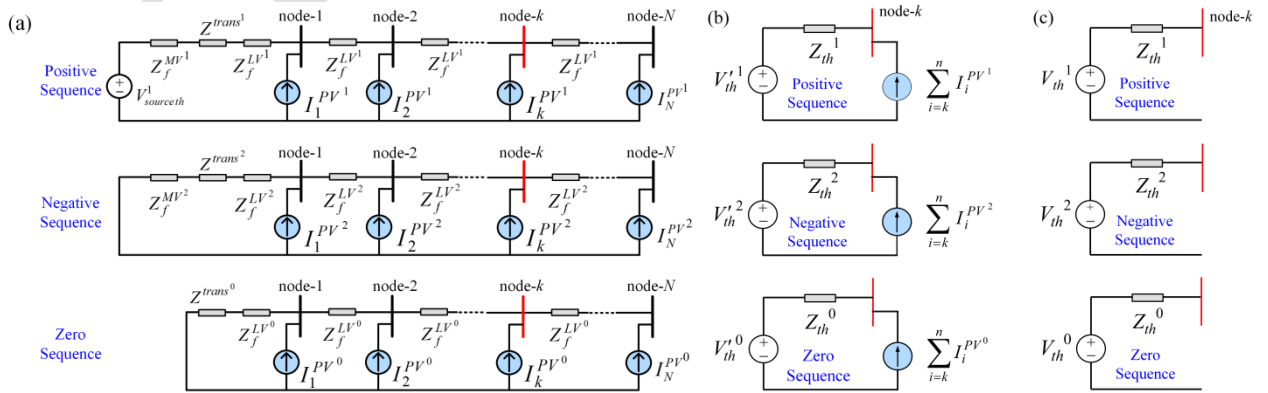 (a)
Positive Sequence
Z_f^{MV^1}
Z^{trans^1}
Z_f^{LV^1}
node-1
Z_f^{LV^1}
node-2
Z_f^{LV^1}
node-k
Z_f^{LV^1}
node-N
V_{sourceth}^1
I_1^{PV^1}
I_2^{PV^1}
I_k^{PV^1}
I_N^{PV^1}
Negative Sequence
Z_f^{MV^2}
Z^{trans^2}
Z_f^{LV^2}
node-1
Z_f^{LV^2}
node-2
Z_f^{LV^2}
node-k
Z_f^{LV^2}
node-N
I_1^{PV^2}
I_2^{PV^2}
I_k^{PV^2}
I_N^{PV^2}
Zero Sequence
Z^{trans^0}
Z_f^{LV^0}
node-1
Z_f^{LV^0}
node-2
Z_f^{LV^0}
node-k
Z_f^{LV^0}
node-N
I_1^{PV^0}
I_2^{PV^0}
I_k^{PV^0}
I_N^{PV^0}
(b)
Z_{th}^1
V'_{th}^1
Positive Sequence
\sum_{i=k}^{n} I_i^{PV^1}
Z_{th}^2
V'_{th}^2
Negative Sequence
\sum_{i=k}^{n} I_i^{PV^2}
Z_{th}^0
V'_{th}^0
Zero Sequence
\sum_{i=k}^{n} I_i^{PV^0}
(c)
node-k
Z_{th}^1
V_{th}^1
Positive Sequence
Z_{th}^2
V_{th}^2
Negative Sequence
Z_{th}^0
V_{th}^0
Zero Sequence